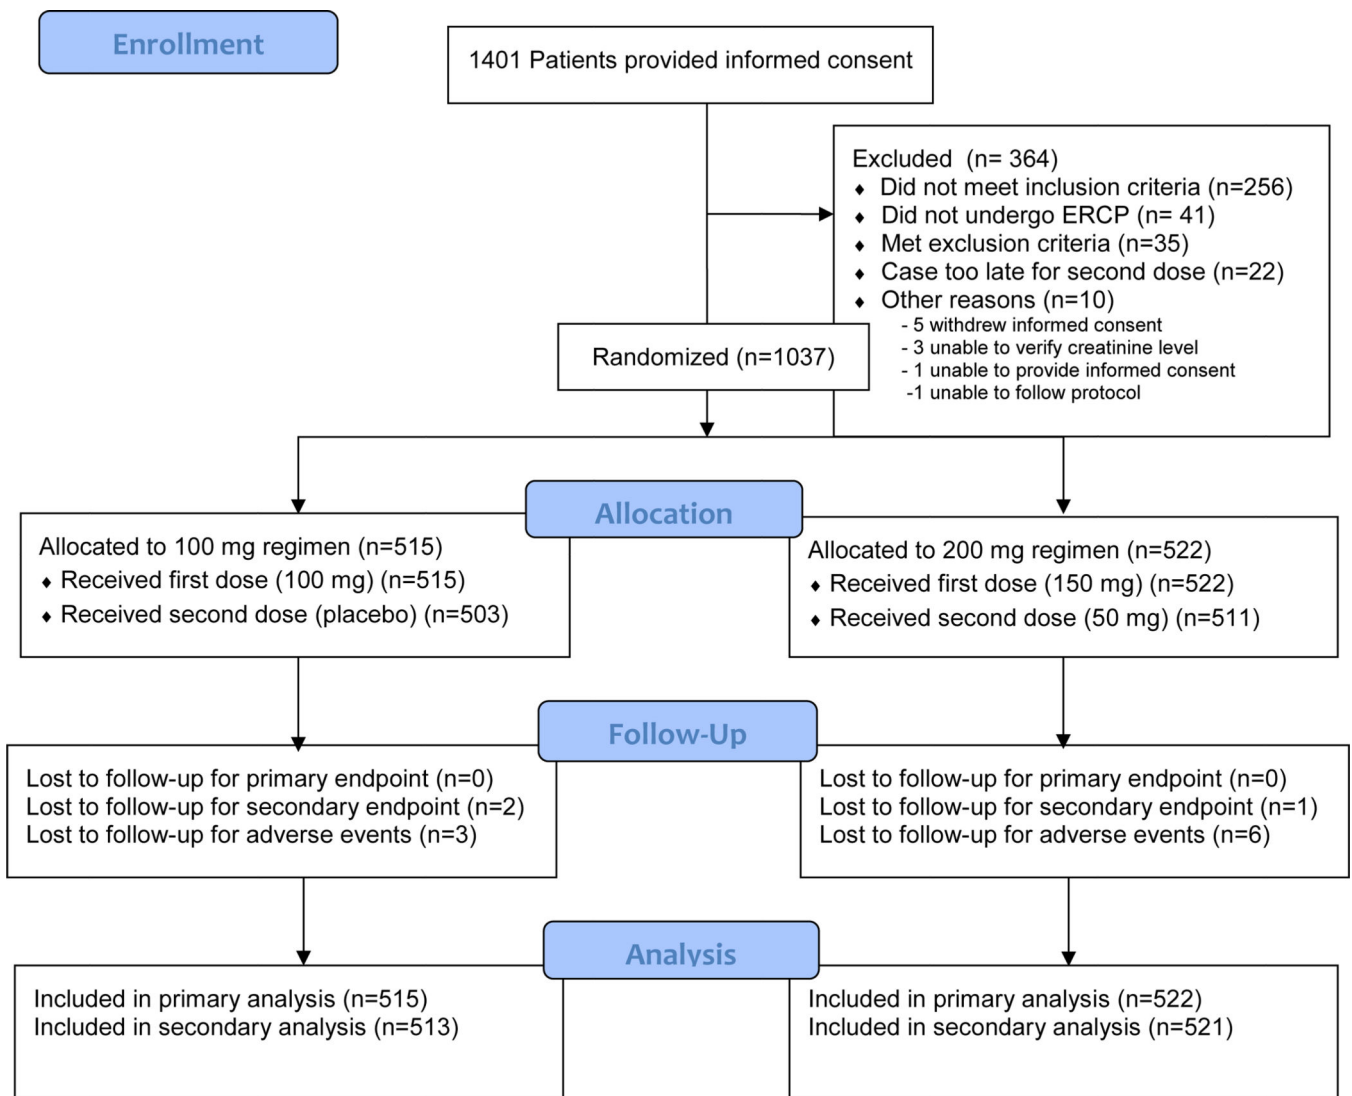 Enrollment
1401 Patients provided informed consent
Excluded (n= 364)
♦ Did not meet inclusion criteria (n=256)
♦ Did not undergo ERCP (n= 41)
♦ Met exclusion criteria (n=35)
♦ Case too late for second dose (n=22)
♦ Other reasons (n=10)
- 5 withdrew informed consent
- 3 unable to verify creatinine level
- 1 unable to provide informed consent
-1 unable to follow protocol
Randomized (n=1037)
Allocation
Allocated to 100 mg regimen (n=515)
♦ Received first dose (100 mg) (n=515)
♦ Received second dose (placebo) (n=503)
Allocated to 200 mg regimen (n=522)
♦ Received first dose (150 mg) (n=522)
♦ Received second dose (50 mg) (n=511)
Follow-Up
Lost to follow-up for primary endpoint (n=0)
Lost to follow-up for secondary endpoint (n=2)
Lost to follow-up for adverse events (n=3)
Lost to follow-up for primary endpoint (n=0)
Lost to follow-up for secondary endpoint (n=1)
Lost to follow-up for adverse events (n=6)
Analysis
Included in primary analysis (n=515)
Included in secondary analysis (n=513)
Included in primary analysis (n=522)
Included in secondary analysis (n=521)